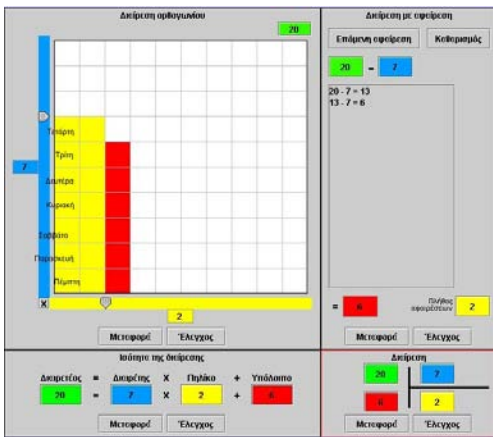 Διαίρεση ορθογωνίου
20
Τετάρτη
Τρίτη
7
Δευτέρα
Κυριακή
Σαββάτο
Παρασκευή
Πέμπτη
X
2
Μεταφορά Έλεγχος
Διαίρεση με αφαίρεση
Επόμενη αφαίρεση Καθαρισμός
20 - 7
20 - 7 = 13
13 - 7 = 6
= 6 Πλήθος αφαιρέσεων 2
Μεταφορά Έλεγχος
Ισότητα της διαίρεσης
Διαιρετέος = Διαιρέτης X Πηλίκο + Υπόλοιπο
20 = 7 X 2 + 6
Μεταφορά Έλεγχος
Διαίρεση
20 7
6 2
Μεταφορά Έλεγχος